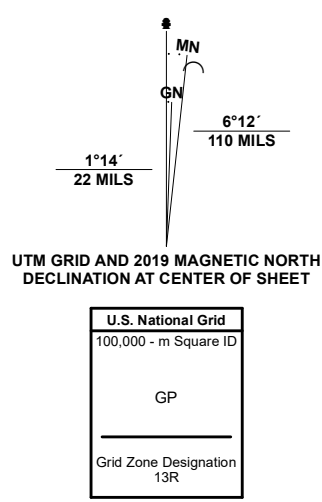 MN
GN
6°12´
110 MILS
1°14´
22 MILS
UTM GRID AND 2019 MAGNETIC NORTH
DECLINATION AT CENTER OF SHEET
U.S. National Grid
100,000 - m Square ID
GP
Grid Zone Designation
13R